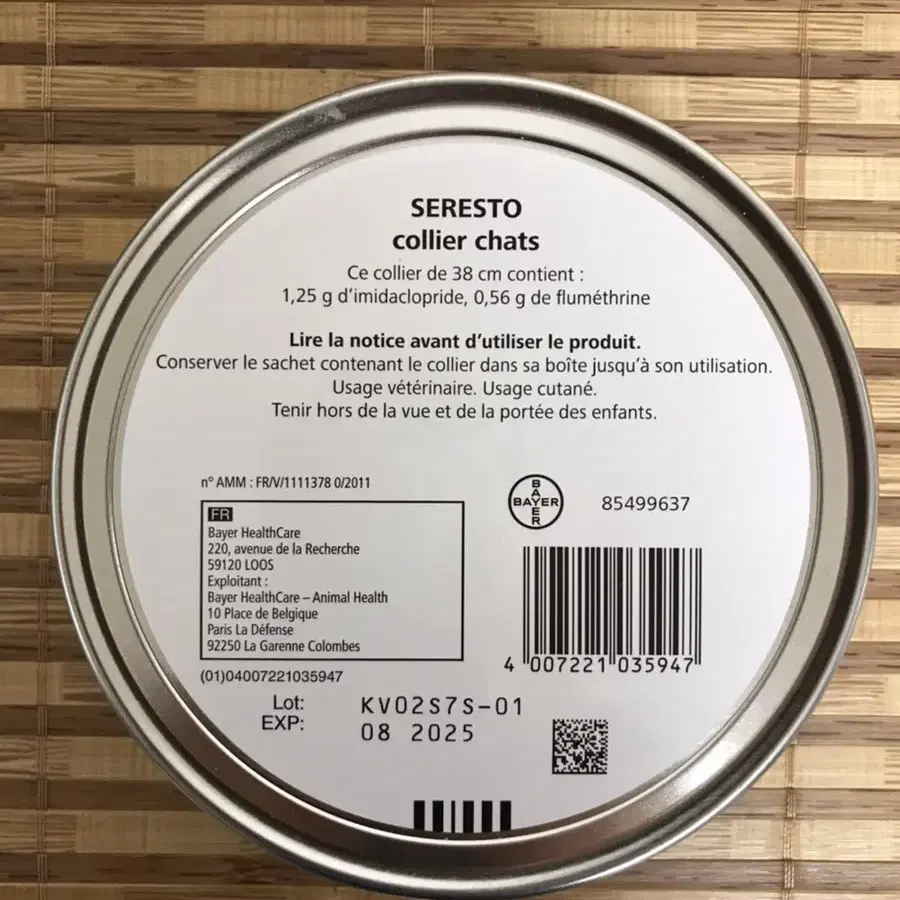 SERESTO
collier chats
Ce collier de 38 cm contient :
1,25 g d'imidaclopride, 0,56 g de fluméthrine
Lire la notice avant d'utiliser le produit.
Conserver le sachet contenant le collier dans sa boîte jusqu'à son utilisation.
Usage vétérinaire. Usage cutané.
Tenir hors de la vue et de la portée des enfants.
n° AMM : FR/V/1111378 0/2011
FR
Bayer HealthCare
220, avenue de la Recherche
59120 LOOS
Exploitant :
Bayer HealthCare – Animal Health
10 Place de Belgique
Paris La Défense
92250 La Garenne Colombes
(01)04007221035947
BAYER
BAYER
85499637
4 007221 035947
Lot: KV02S7S-01
EXP: 08 2025